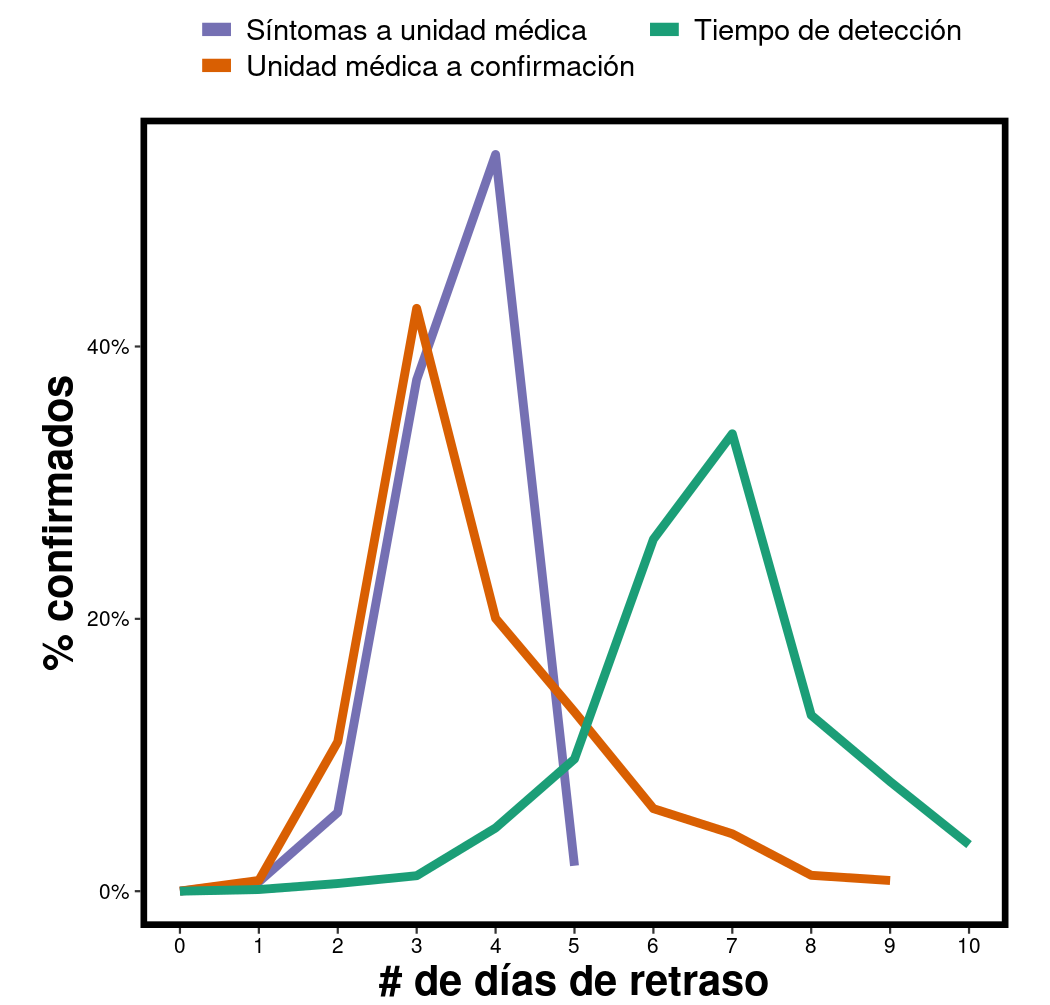 Síntomas a unidad médica
Tiempo de detección
Unidad médica a confirmación
% confirmados
40%
20%
0%
0 1 2 3 4 5 6 7 8 9 10
# de días de retraso